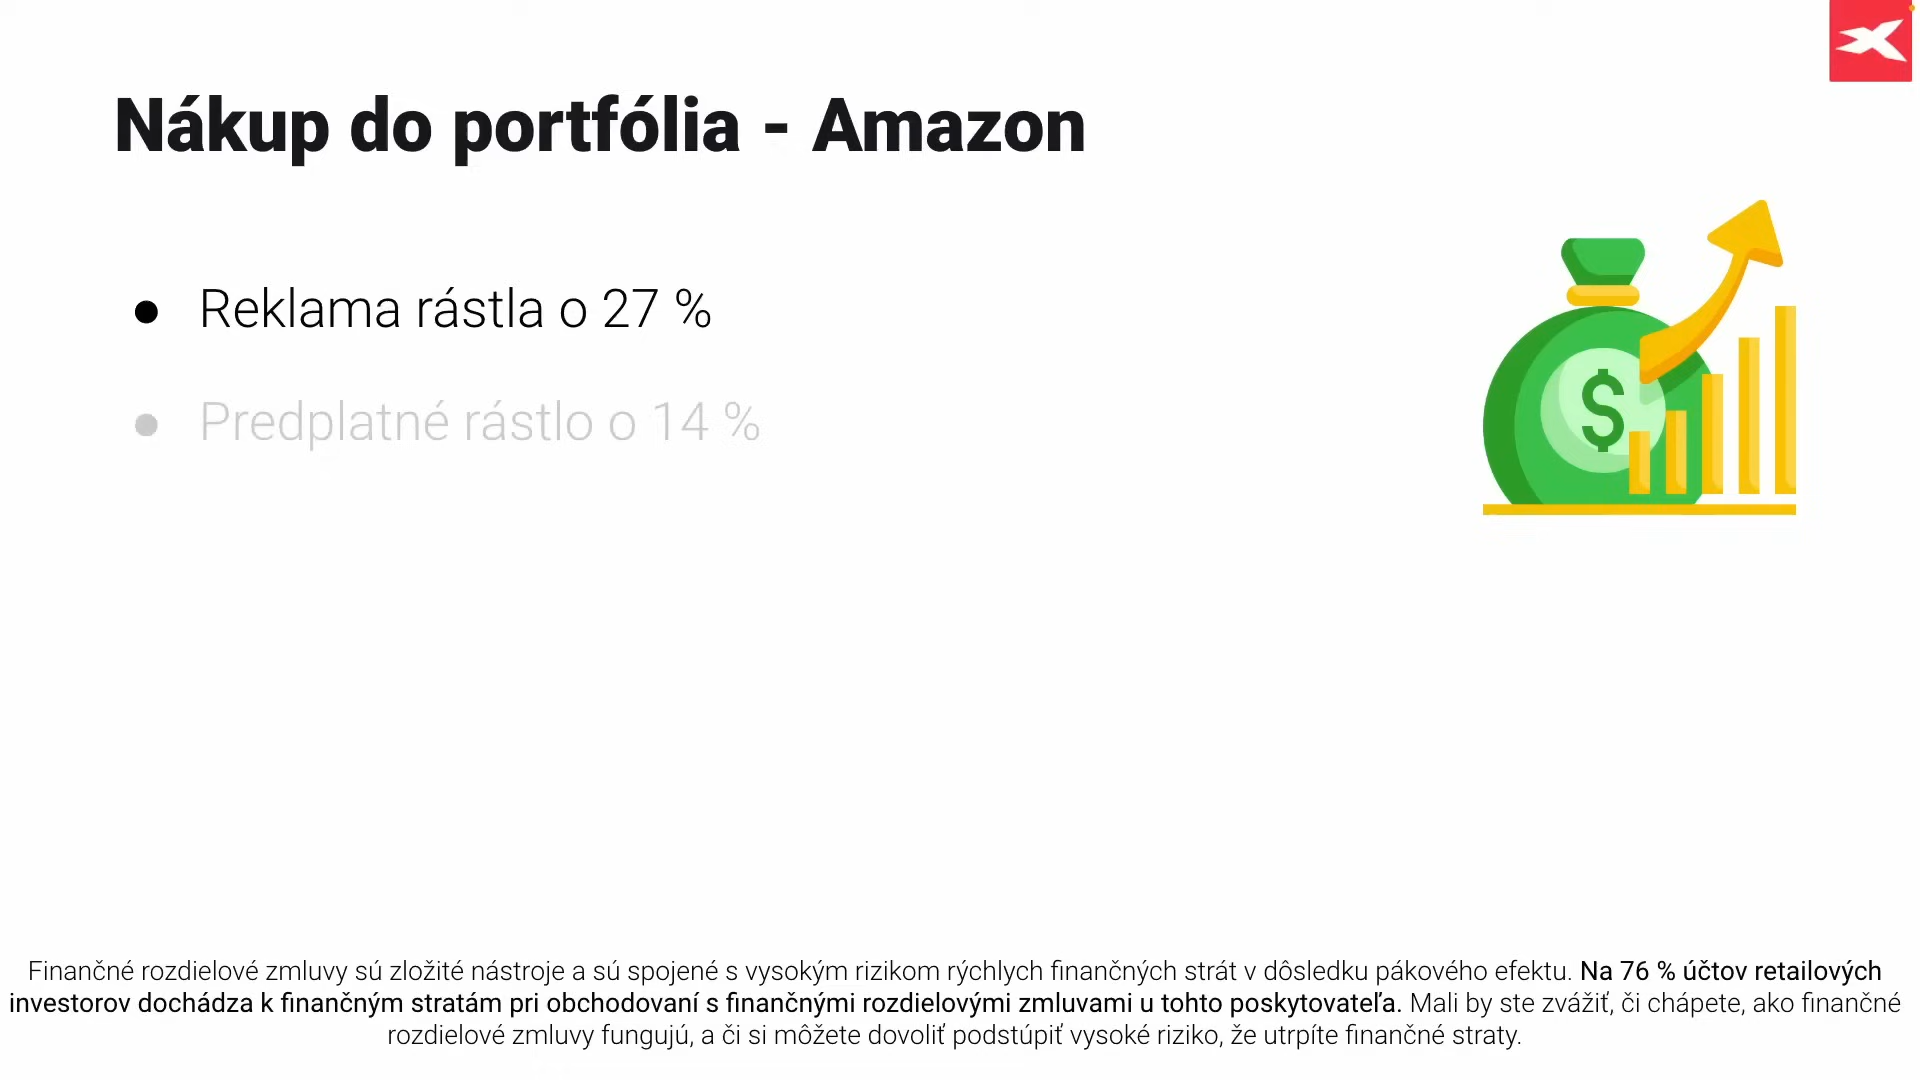 Nákup do portfólia - Amazon
● Reklama rástla o 27 %
● Predplatné rástlo o 14 %
$
Finančné rozdielové zmluvy sú zložité nástroje a sú spojené s vysokým rizikom rýchlych finančných strát v dôsledku pákového efektu. Na 76 % účtov retailových
investorov dochádza k finančným stratám pri obchodovaní s finančnými rozdielovými zmluvami u tohto poskytovateľa. Mali by ste zvážiť, či chápete, ako finančné
rozdielové zmluvy fungujú, a či si môžete dovoliť podstúpiť vysoké riziko, že utrpíte finančné straty.